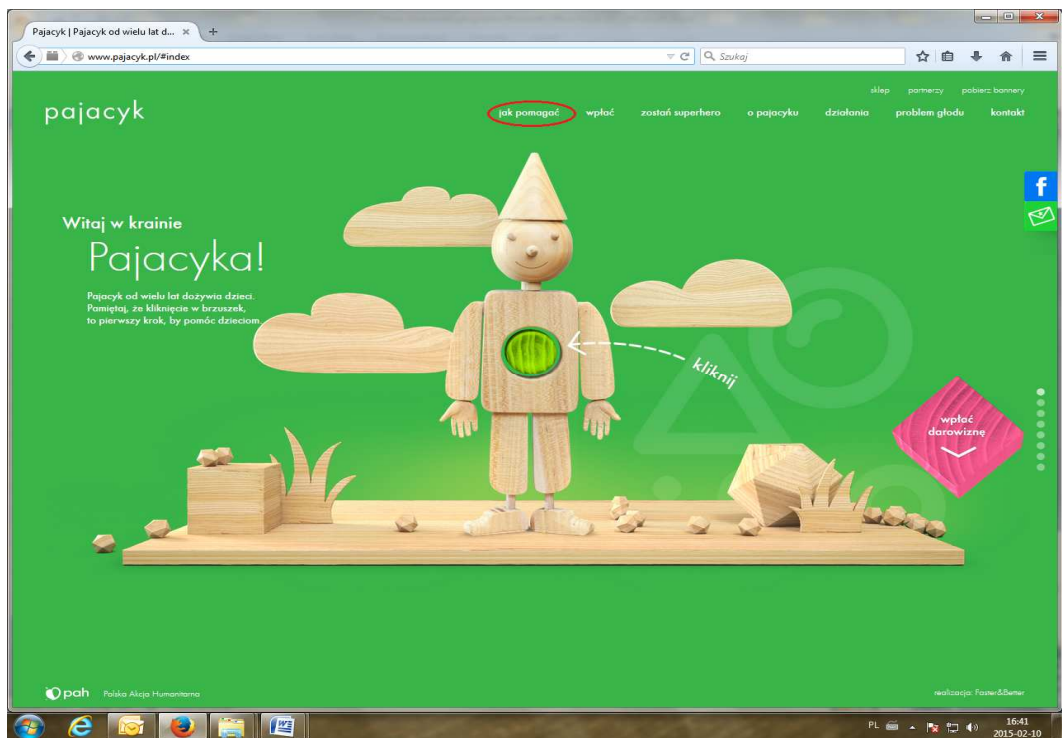 Pajacyk | Pajacyk od wielu lat d...
www.pajacyk.pl/#index
Szukaj
sklep partnerzy pobierz bannery
pajacyk
jak pomagać wpłać zostań superhero o pajacyku działania problem głodu kontakt
f
Witaj w krainie
Pajacyka!
Pajacyk od wielu lat dożywia dzieci.
Pamiętaj, że kliknięcie w brzuszek,
to pierwszy krok, by pomóc dzieciom.
kliknij
wpłać
darowiznę
pah Polska Akcja Humanitarna
realizacja: Faster&Better
PL
16:41
2015-02-10